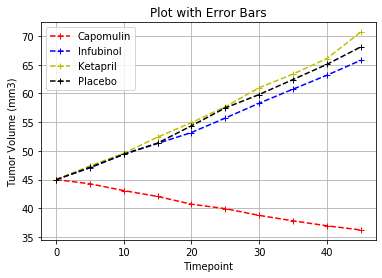 Plot with Error Bars
Capomulin
Infubinol
Ketapril
Placebo
Tumor Volume (mm3)
70
65
60
55
50
45
40
35
0
10
20
30
40
Timepoint